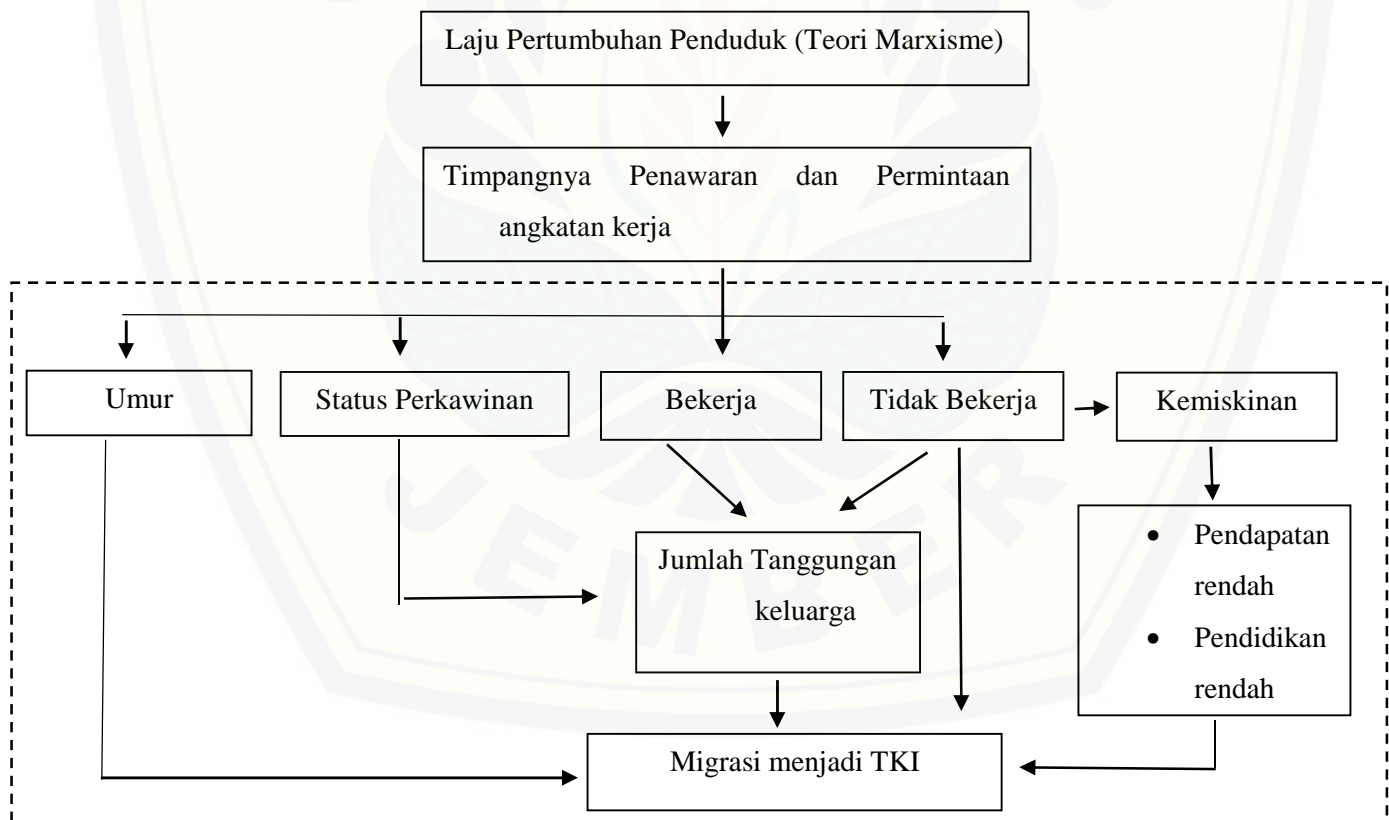 Laju Pertumbuhan Penduduk (Teori Marxisme)
Timpangnya Penawaran dan Permintaan
angkatan kerja
Umur
Status Perkawinan
Bekerja
Tidak Bekerja
Kemiskinan
Jumlah Tanggungan
keluarga
• Pendapatan
rendah
• Pendidikan
rendah
Migrasi menjadi TKI
JEMBER